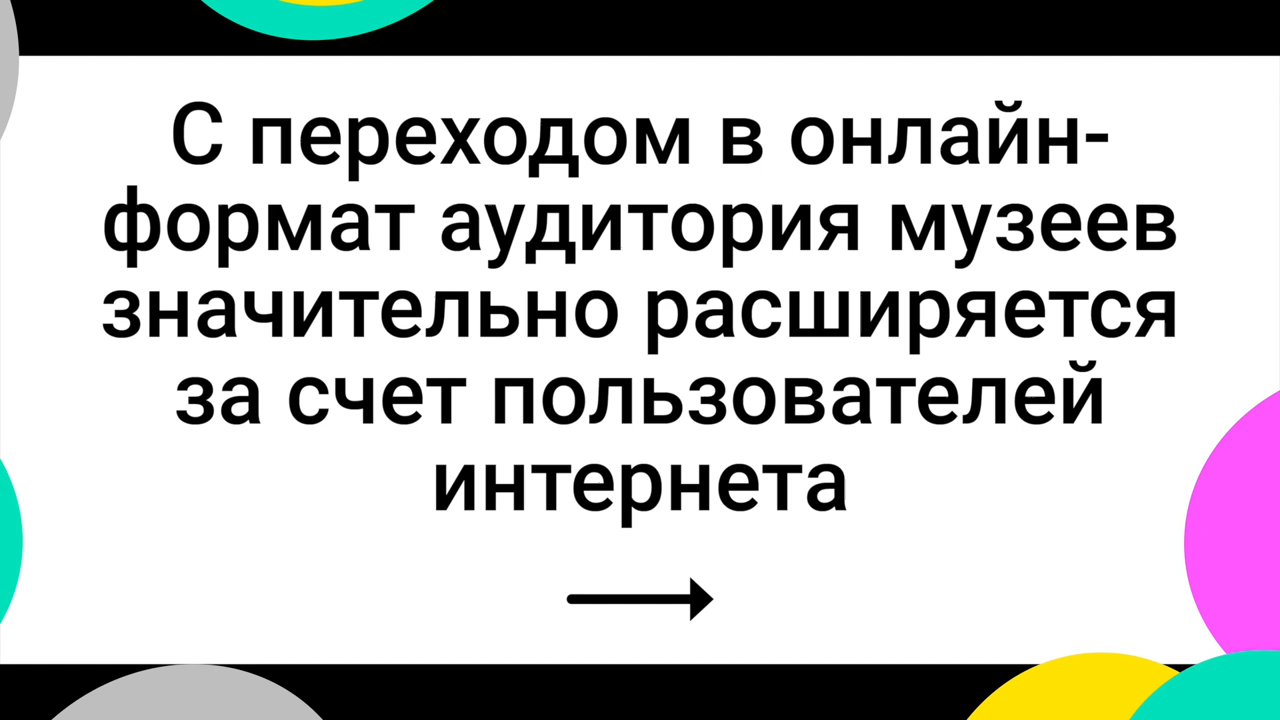 С переходом в онлайн-
формат аудитория музеев
значительно расширяется
за счет пользователей
интернета